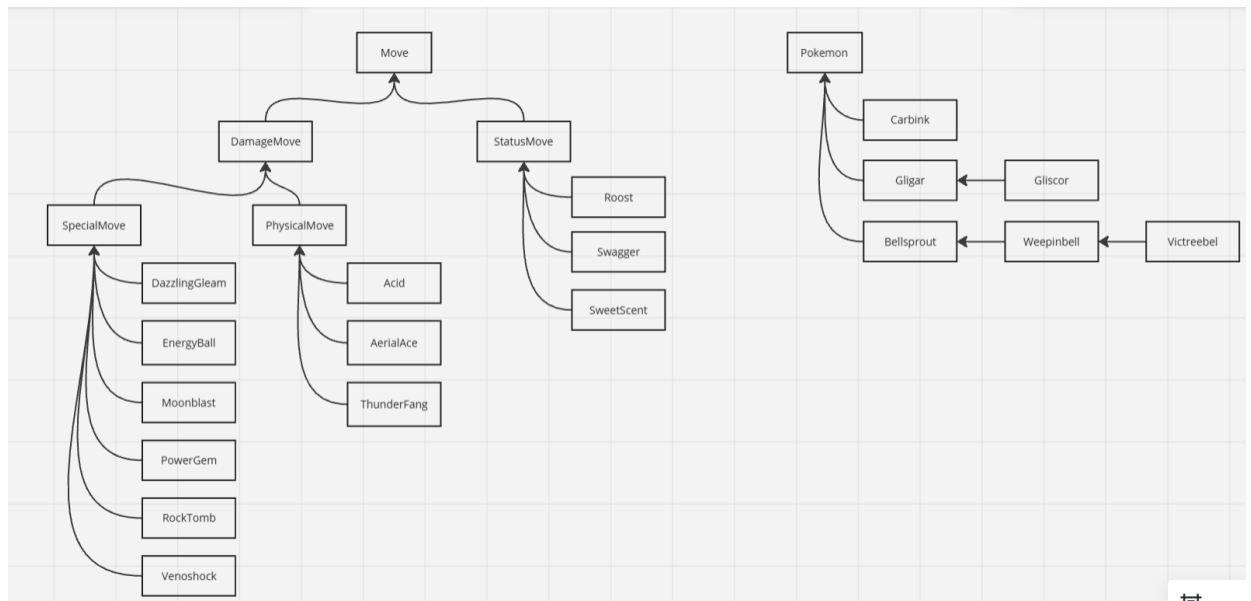 Move
Pokemon
Carbink
DamageMove
StatusMove
Gligar
Gliscor
Roost
SpecialMove
PhysicalMove
Bellsprout
Weepinbell
Victreebel
Swagger
DazzlingGleam
Acid
SweetScent
EnergyBall
AerialAce
Moonblast
ThunderFang
PowerGem
RockTomb
Venoshock